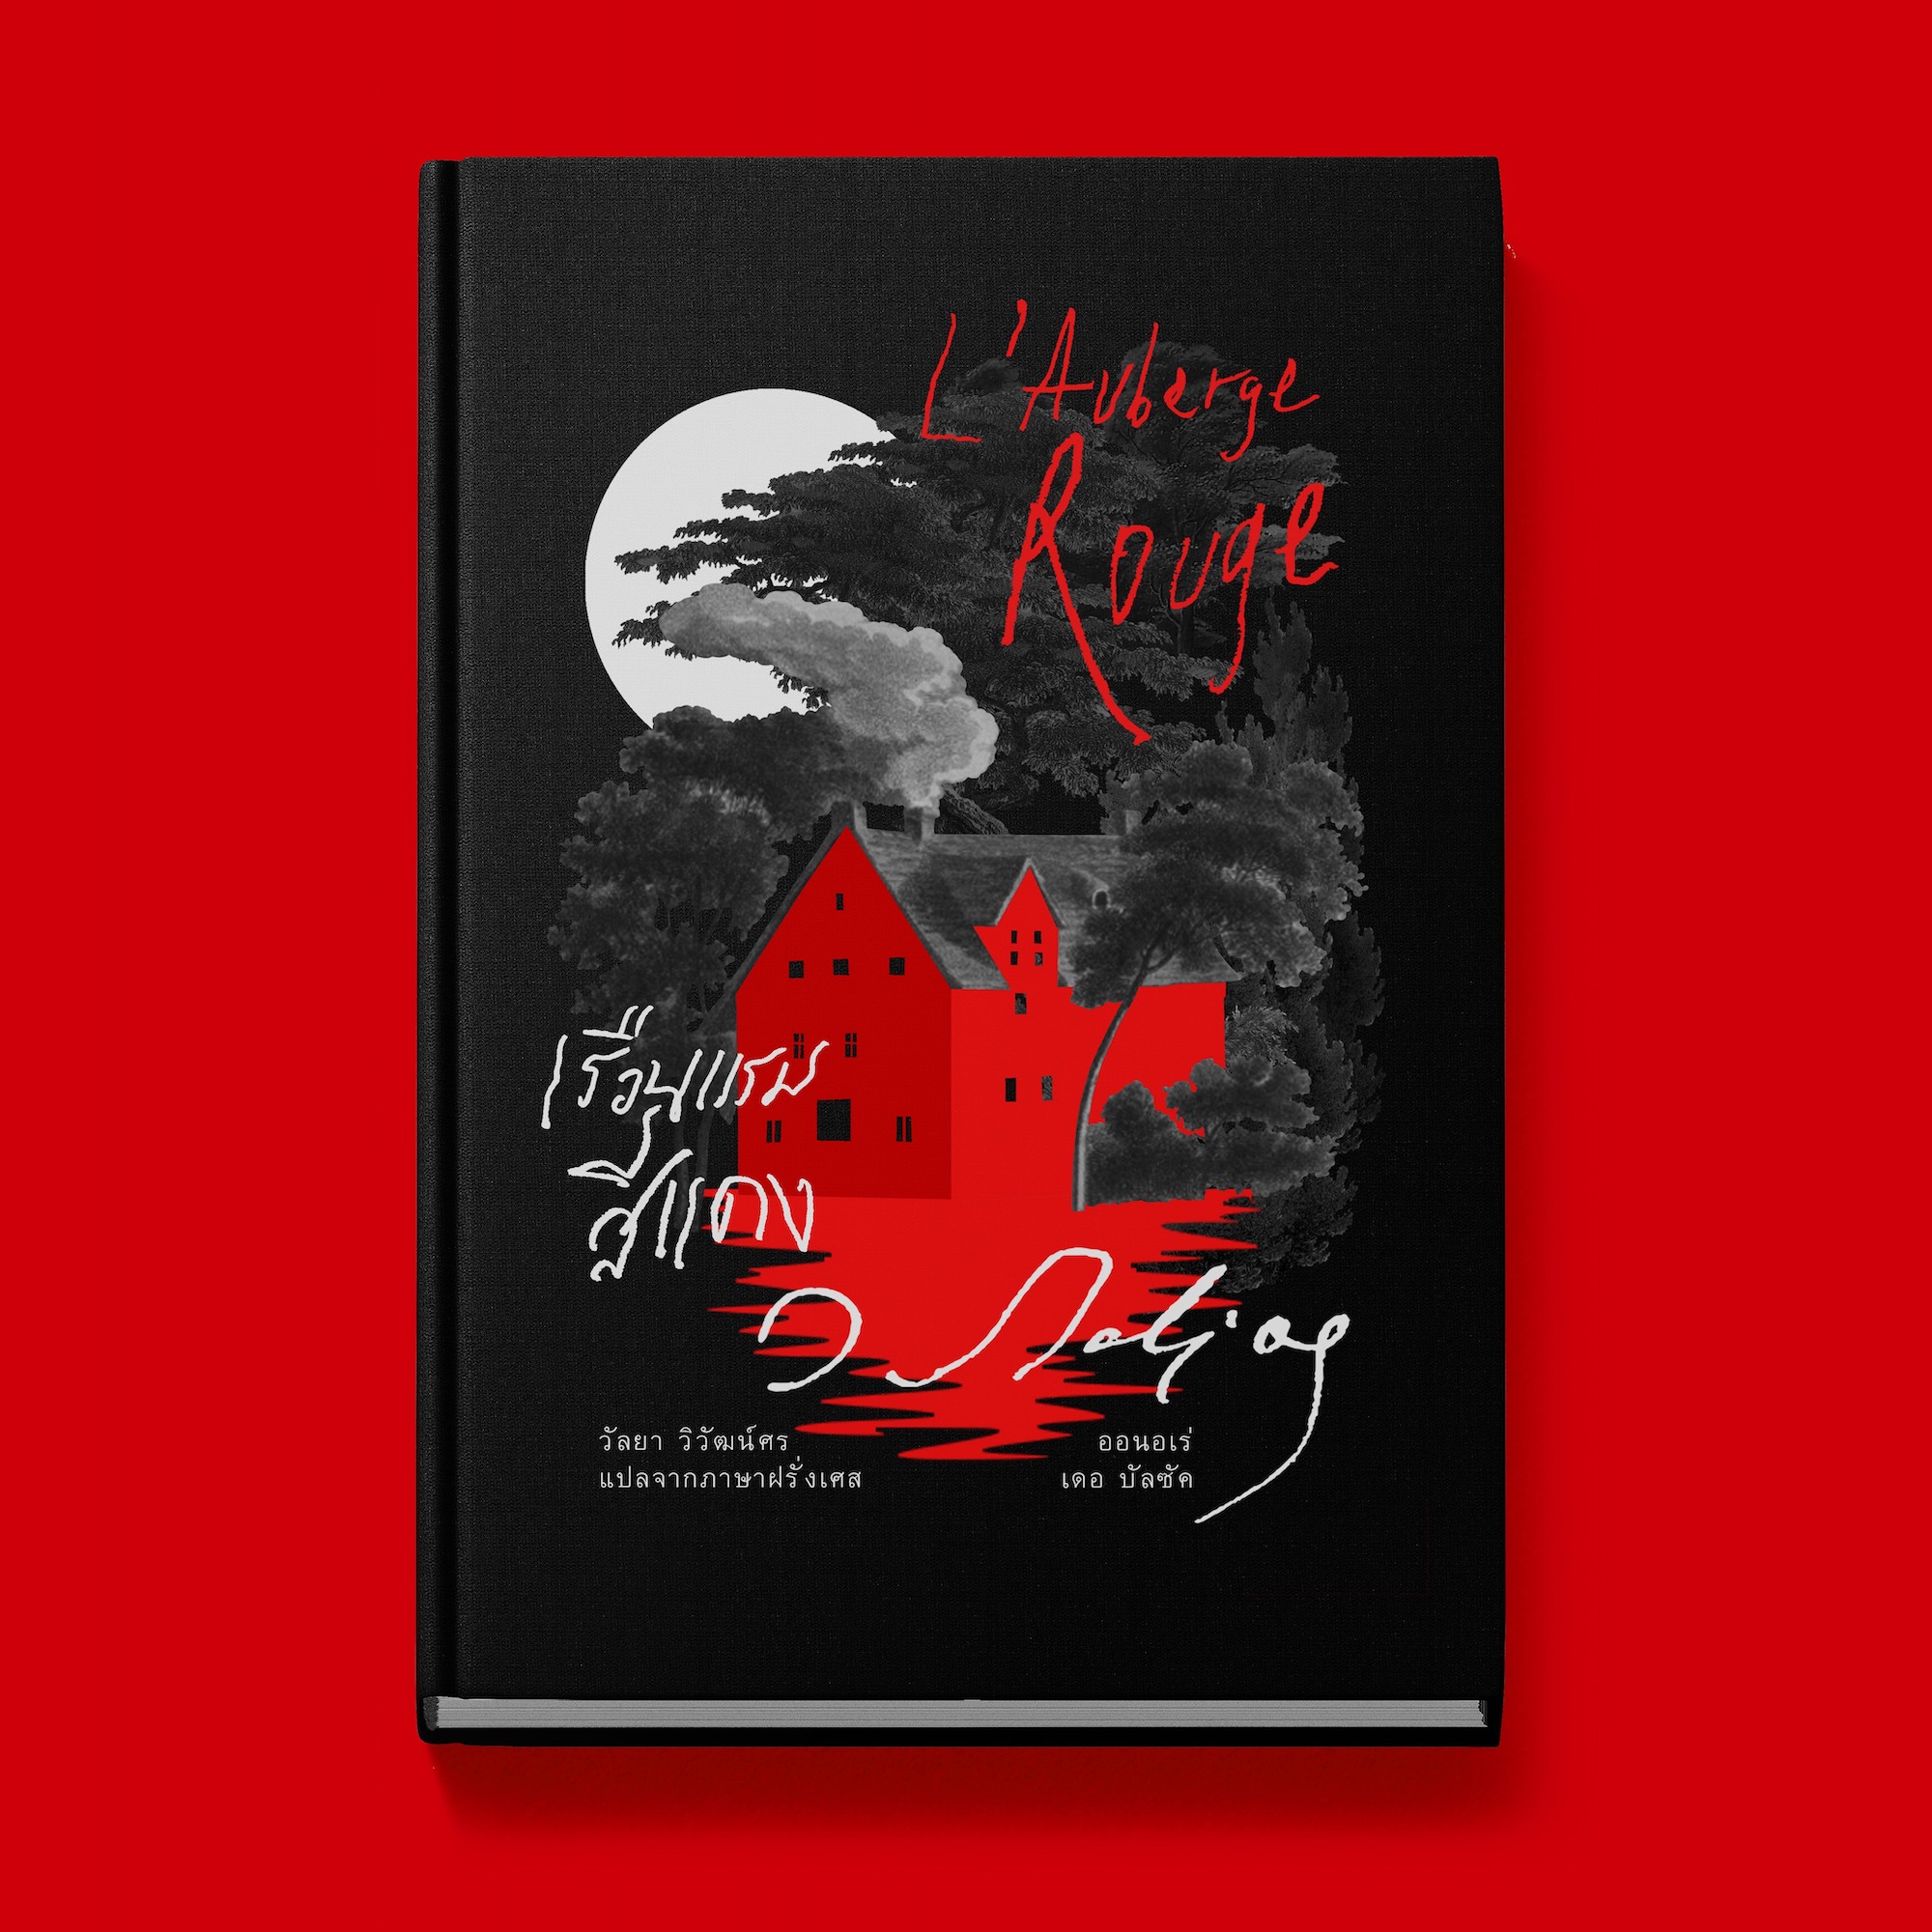 L'Auberge
Rouge
เรือนแรม
สีแดง
วัลยา วิวัฒน์ศร
แปลจากภาษาฝรั่งเศส
ออนอเร่
เดอ บัลซัค